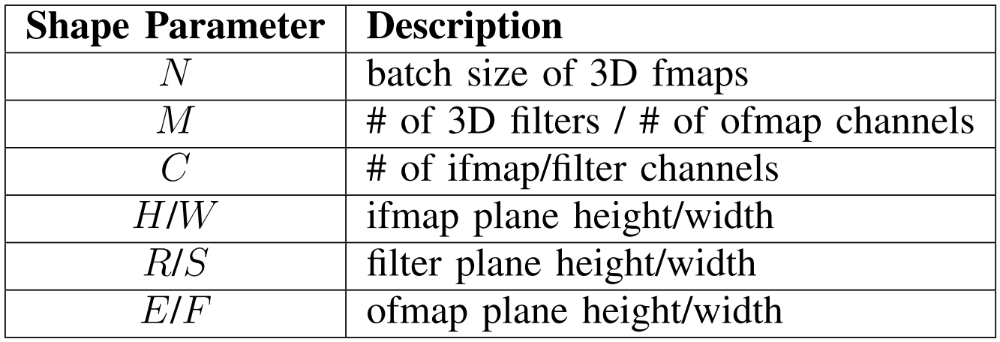 Shape Parameter Description
N batch size of 3D fmaps
M # of 3D filters / # of ofmap channels
C # of ifmap/filter channels
H/W ifmap plane height/width
R/S filter plane height/width
E/F ofmap plane height/width